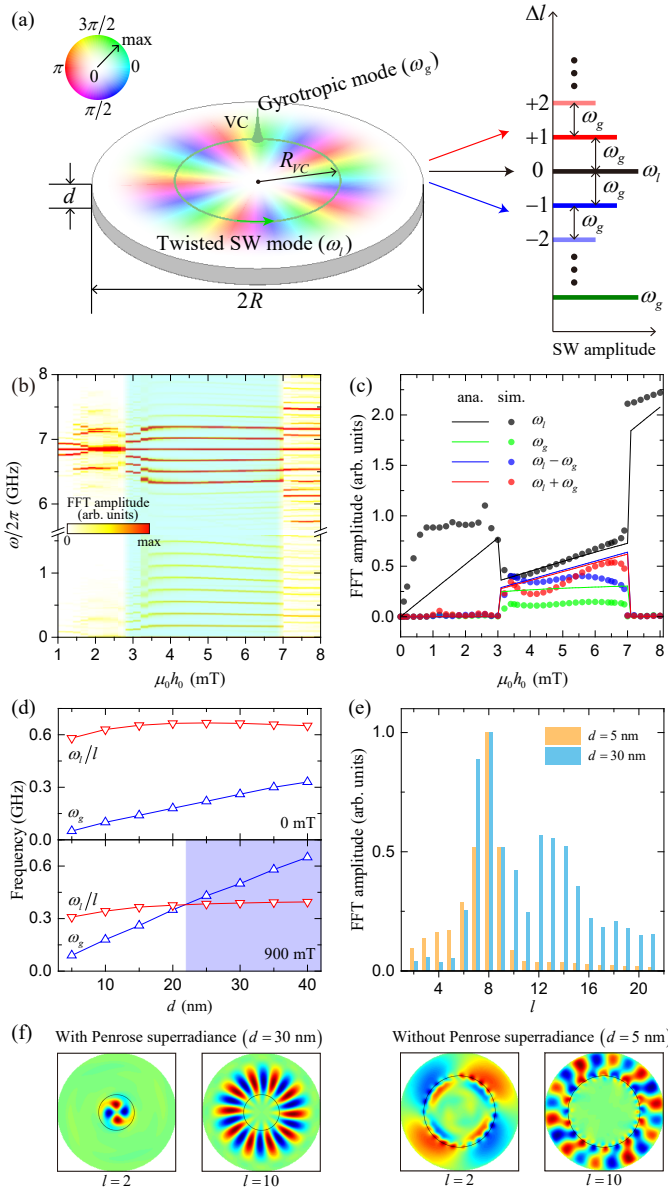 (a)
3π/2
max
π
0
0
π/2
Gyrotropic mode (ω_g)
VC
R_VC
d
Twisted SW mode (ω_l)
2R
Δl
+2
ω_g
+1
ω_g
0
ω_l
ω_g
−1
ω_g
−2
ω_g
SW amplitude
(b)
8
7
6
1
0
ω/2π (GHz)
FFT amplitude
(arb. units)
0
max
1 2 3 4 5 6 7 8
μ₀h₀ (mT)
(c)
ana. sim.
ω_l
ω_g
ω_l − ω_g
ω_l + ω_g
2.0
1.5
1.0
0.5
0.0
FFT amplitude (arb. units)
0 1 2 3 4 5 6 7 8
μ₀h₀ (mT)
(d)
0.6
ω_l/l
0.3
ω_g
0 mT
0.0
Frequency (GHz)
0.6
ω_l/l
0.3
ω_g
900 mT
0.0
10 20 30 40
d (nm)
(e)
d = 5 nm
d = 30 nm
1.0
0.5
0.0
FFT amplitude (arb. units)
4 8 12 16 20
l
(f)
With Penrose superradiance (d = 30 nm)
Without Penrose superradiance (d = 5 nm)
l = 2
l = 10
l = 2
l = 10